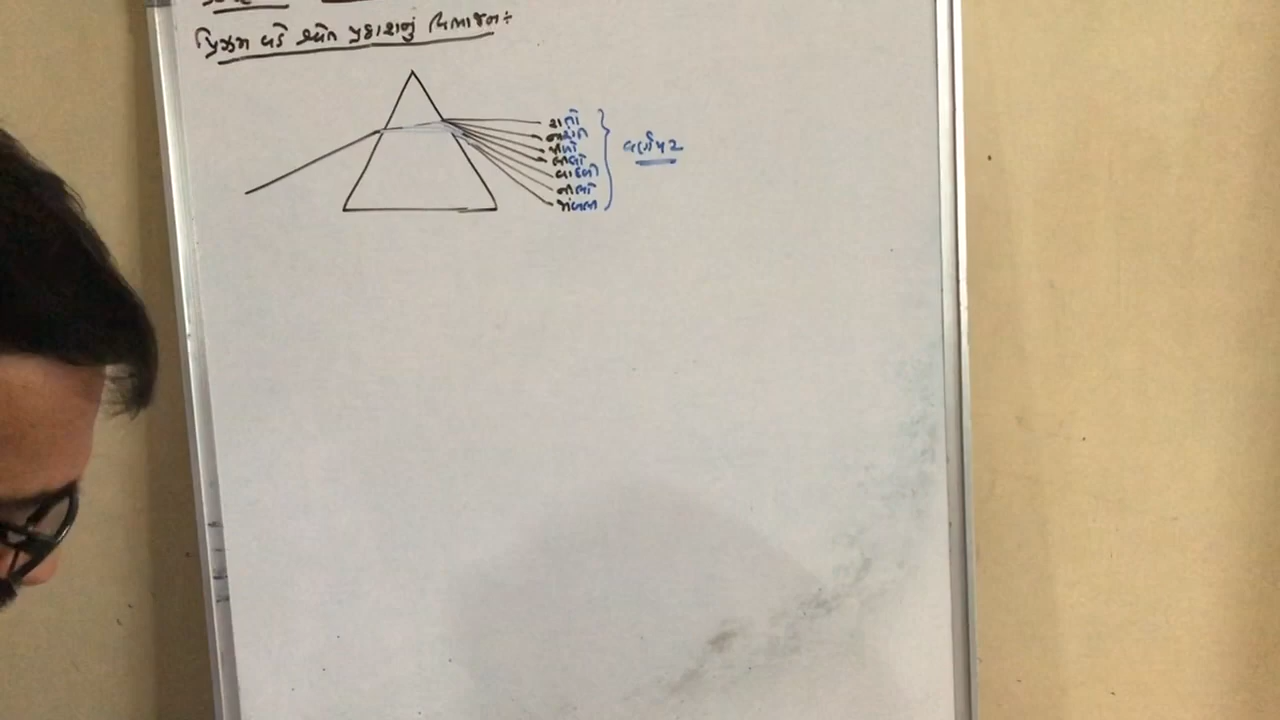 પ્રિઝમ વડે શ્વેત પ્રકાશનું વિભાજન ÷
રાતો
નારંગી
પીળો
લીલો
વાદળી
નીલો
જાંબલી
વર્ણપટ